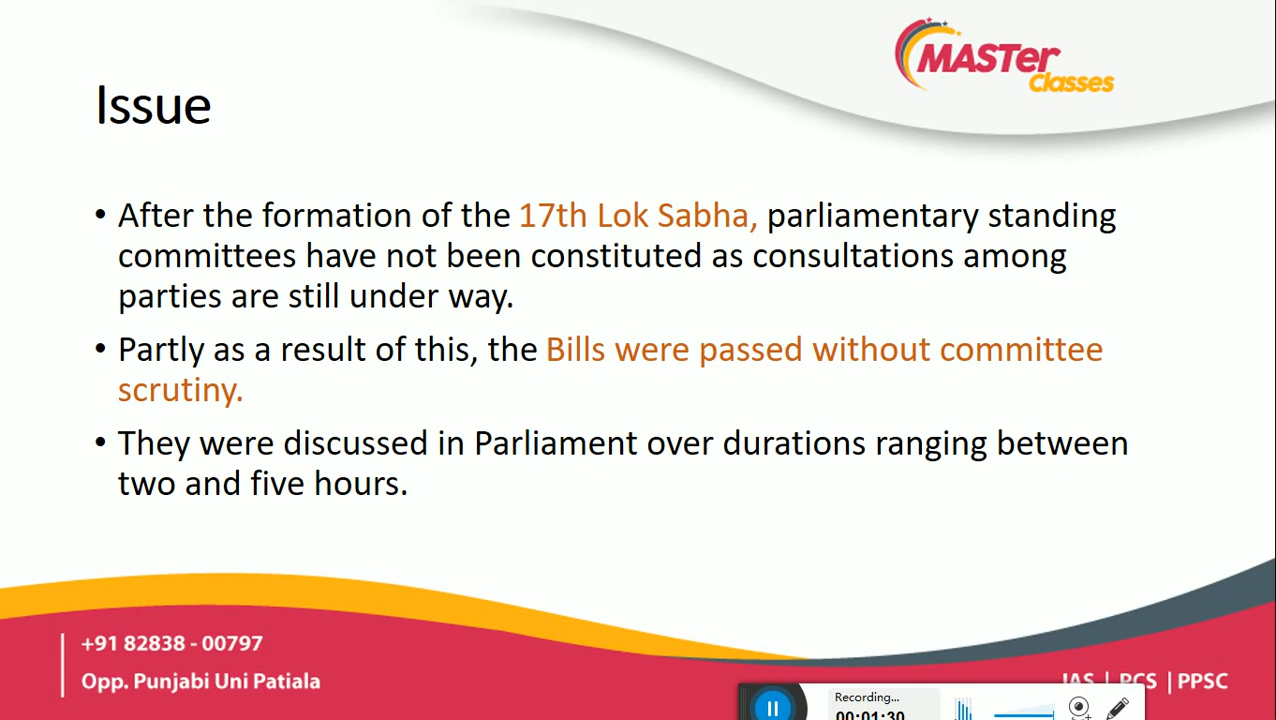 MASTer
Classes
Issue
• After the formation of the 17th Lok Sabha, parliamentary standing
committees have not been constituted as consultations among
parties are still under way.
• Partly as a result of this, the Bills were passed without committee
scrutiny.
• They were discussed in Parliament over durations ranging between
two and five hours.
+91 82838 - 00797
Opp. Punjabi Uni Patiala
IAS | PCS | PPSC
Recording...
00:01:30